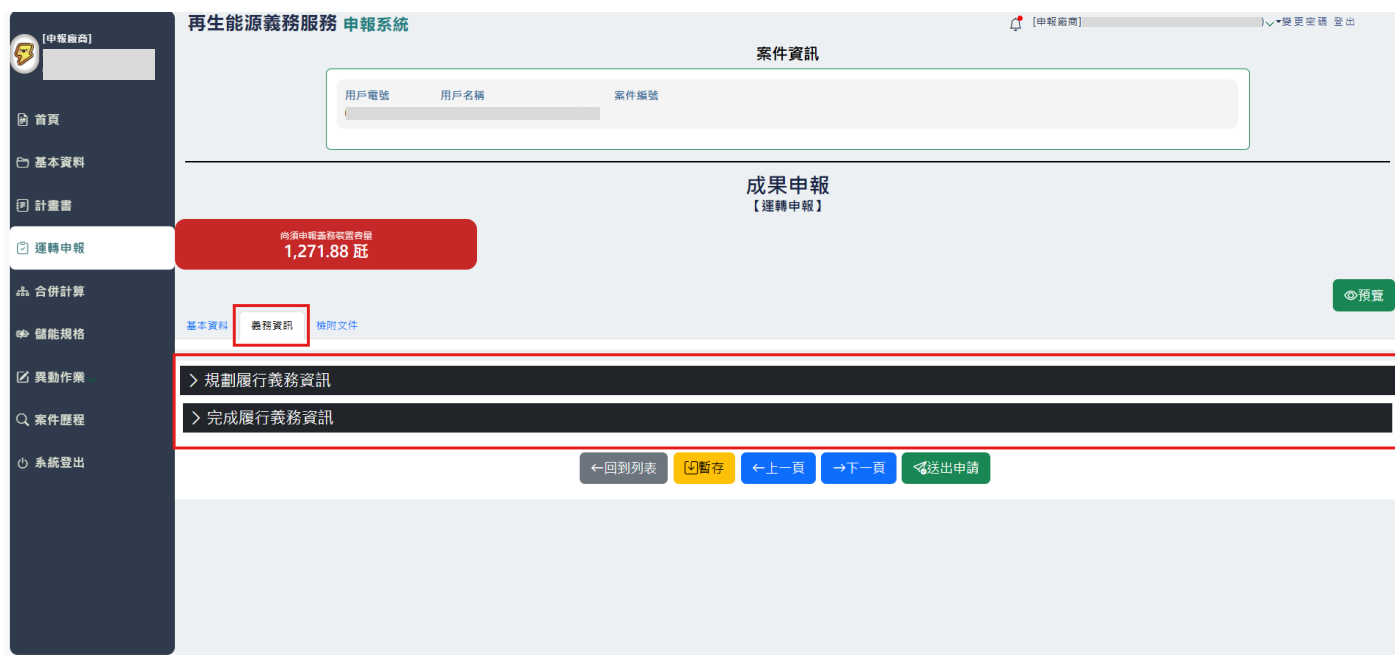 [申報廠商]
首頁
基本資料
計畫書
運轉申報
合併計算
儲能規格
異動作業
案件歷程
系統登出
再生能源義務服務 申報系統
[申報廠商] 變更密碼 登出
案件資訊
用戶電號 用戶名稱 案件編號
成果申報
【運轉申報】
尚須申報義務裝置容量
1,271.88 瓩
預覽
基本資料 義務資訊 檢附文件
規劃履行義務資訊
完成履行義務資訊
←回到列表 暫存 ←上一頁 →下一頁 送出申請